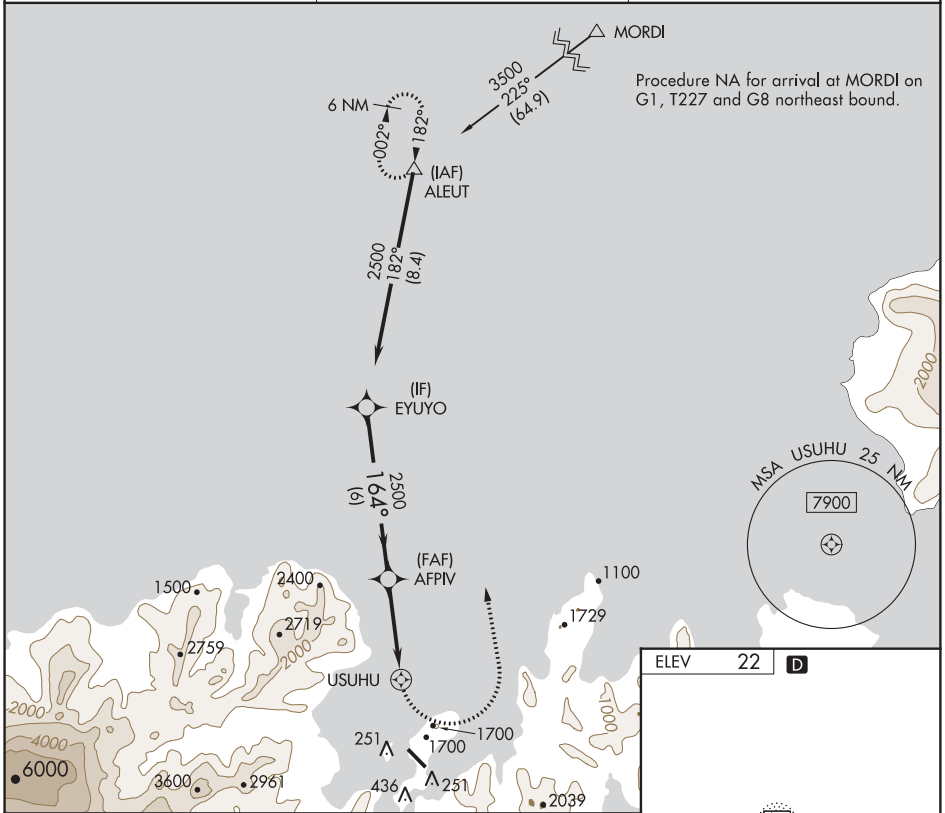 MORDI
3500
225°
(64.9)
Procedure NA for arrival at MORDI on
G1, T227 and G8 northeast bound.
6 NM
002°
182°
(IAF)
ALEUT
2500
182°
(8.4)
2000
(IF)
EYUYO
MSA USUHU 25 NM
7900
2500
164°
(6)
(FAF)
AFPIV
1500
2400
1100
2719
1729
2759
2000
ELEV 22 D
USUHU
2000
1000
1700
1700
4000
251
6000
251
3600
2961
436
2039